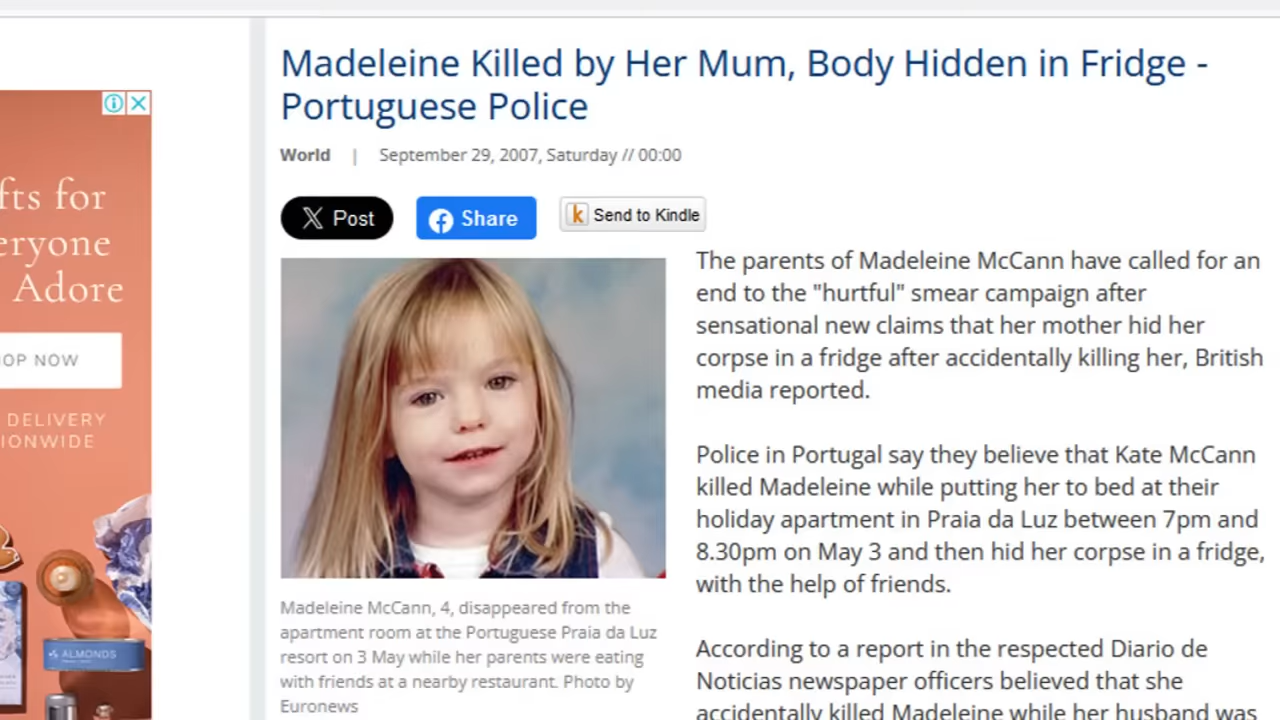 Madeleine Killed by Her Mum, Body Hidden in Fridge -
Portuguese Police
World | September 29, 2007, Saturday // 00:00
Post
Share
k Send to Kindle
The parents of Madeleine McCann have called for an
end to the "hurtful" smear campaign after
sensational new claims that her mother hid her
corpse in a fridge after accidentally killing her, British
media reported.
Police in Portugal say they believe that Kate McCann
killed Madeleine while putting her to bed at their
holiday apartment in Praia da Luz between 7pm and
8.30pm on May 3 and then hid her corpse in a fridge,
with the help of friends.
According to a report in the respected Diario de
Noticias newspaper officers believed that she
accidentally killed Madeleine while her husband was
Madeleine McCann, 4, disappeared from the
apartment room at the Portuguese Praia da Luz
resort on 3 May while her parents were eating
with friends at a nearby restaurant. Photo by
Euronews
fts for
eryone
Adore
OP NOW
DELIVERY
IONWIDE
ALMONDS